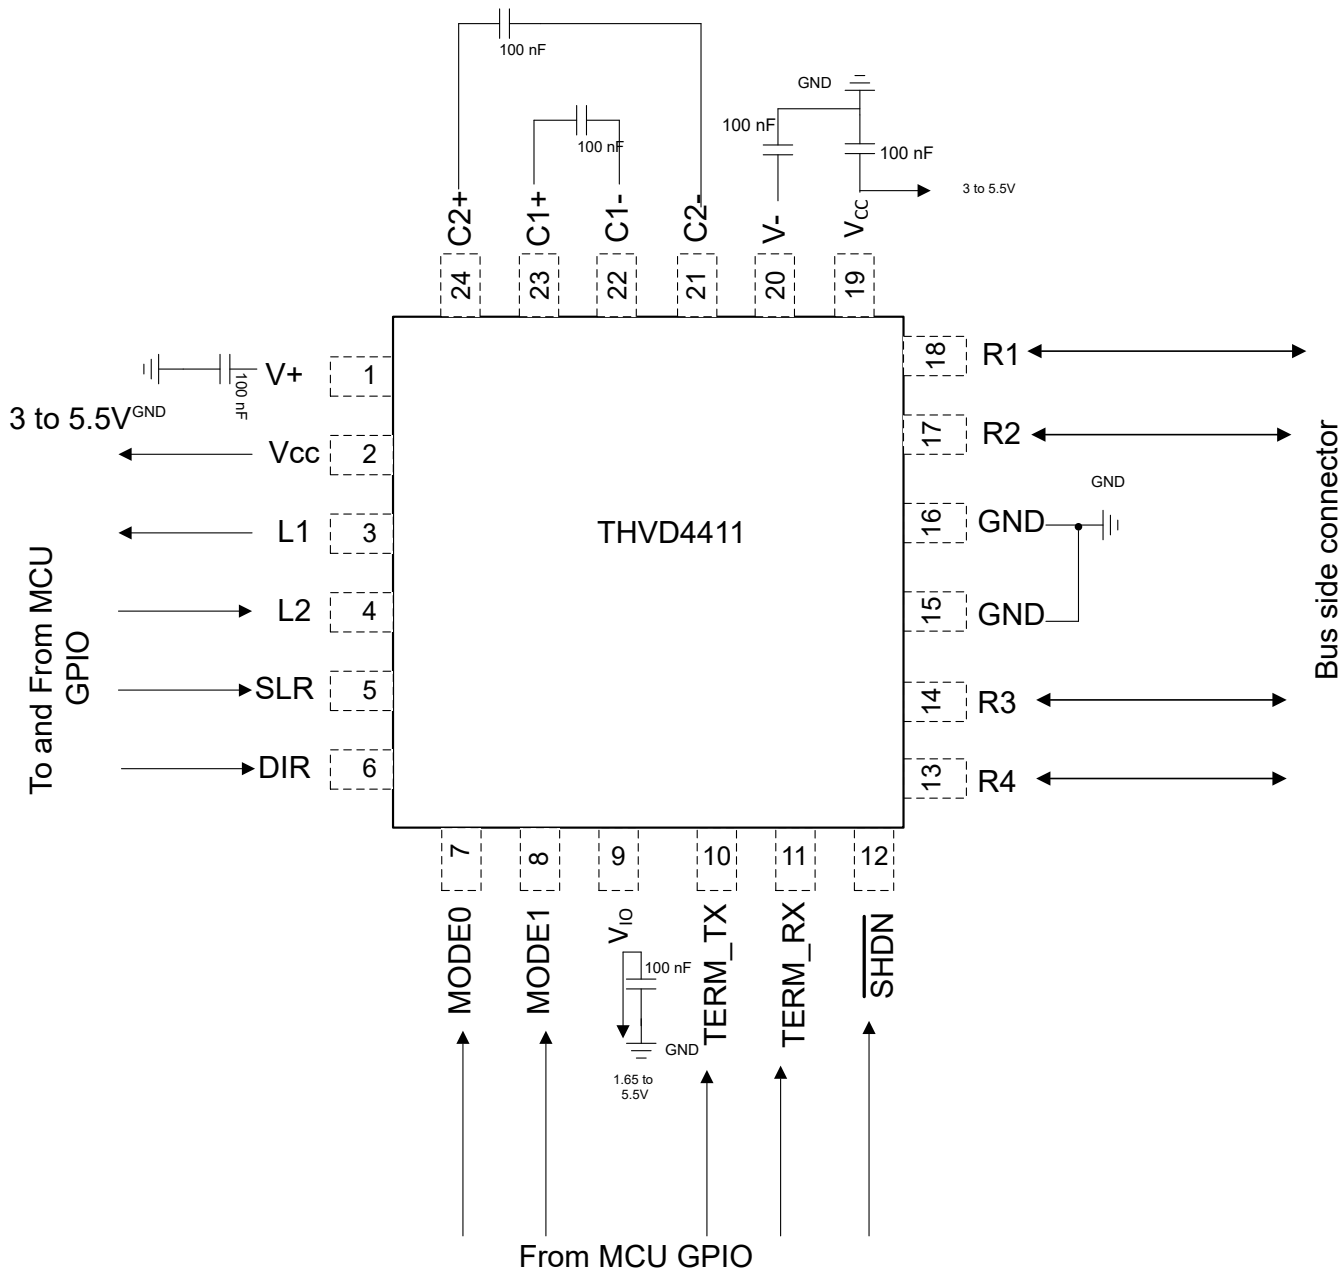 100 nF
100 nF
GND
100 nF
100 nF
3 to 5.5V
C2+
C1+
C1-
C2-
V-
VCC
24
23
22
21
20
19
V+
1
100 nF
GND
3 to 5.5V
Vcc
2
L1
3
L2
4
SLR
5
DIR
6
To and From MCU
GPIO
THVD4411
18
R1
17
R2
GND
16
GND
15
GND
14
R3
13
R4
Bus side connector
7
8
9
10
11
12
MODE0
MODE1
VIO
100 nF
GND
1.65 to
5.5V
TERM_TX
TERM_RX
SHDN
From MCU GPIO